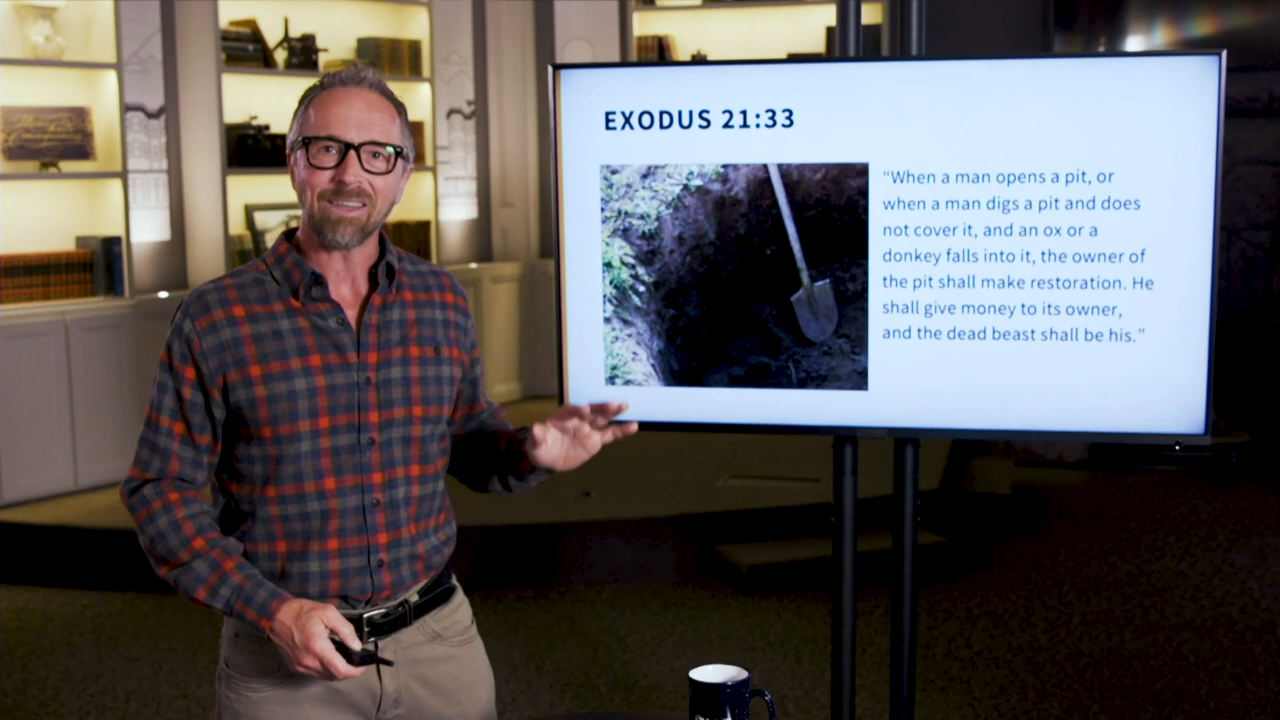 EXODUS 21:33
“When a man opens a pit, or
when a man digs a pit and does
not cover it, and an ox or a
donkey falls into it, the owner of
the pit shall make restoration. He
shall give money to its owner,
and the dead beast shall be his.”